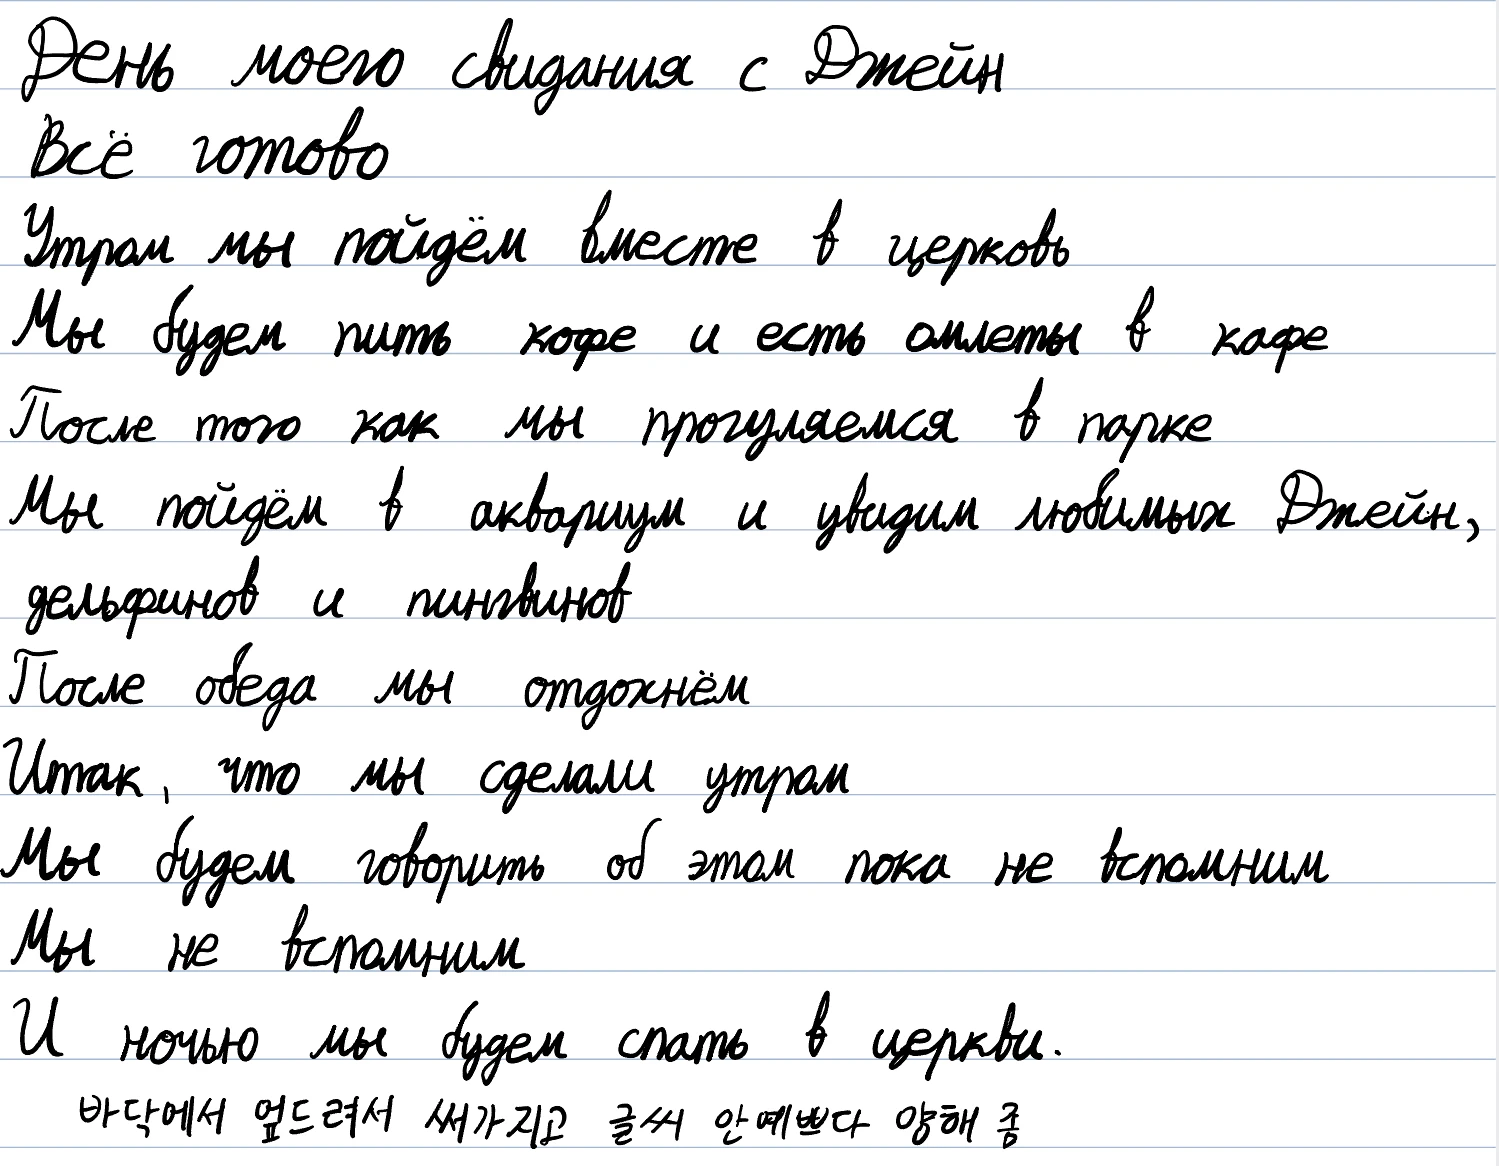 День моего свидания с Джейн
Всё готово
Утром мы пойдём вместе в церковь
Мы будем пить кофе и есть омлеты в кафе
После того как мы прогуляемся в парке
Мы пойдём в аквариум и увидим любимых Джейн,
дельфинов и пингвинов
После обеда мы отдохнём
Итак, что мы сделали утром
Мы будем говорить об этом пока не вспомним
Мы не вспомним
И ночью мы будем спать в церкви.
바닥에서 엎드려서 써가지고 글씨 안예쁘다 양해 좀